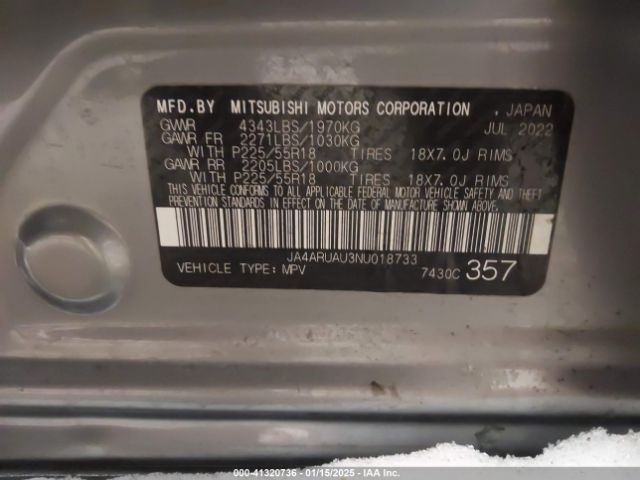 MFD.BY MITSUBISHI MOTORS CORPORATION , JAPAN
GVWR 4343LBS/1970KG JUL 2022
GAWR FR 2271LBS/1030KG
WITH P225/55R18 TIRES 18X7.0J RIMS
GAWR RR 2205LBS/1000KG
WITH P225/55R18 TIRES 18X7.0J RIMS
THIS VEHICLE CONFORMS TO ALL APPLICABLE FEDERAL MOTOR VEHICLE SAFETY AND THEFT
PREVENTION STANDARDS IN EFFECT ON THE DATE OF MANUFACTURE SHOWN ABOVE.
JA4ARUAU3NU018733
VEHICLE TYPE: MPV 7430C 357
000-41320736 - 01/15/2025 - IAA Inc.